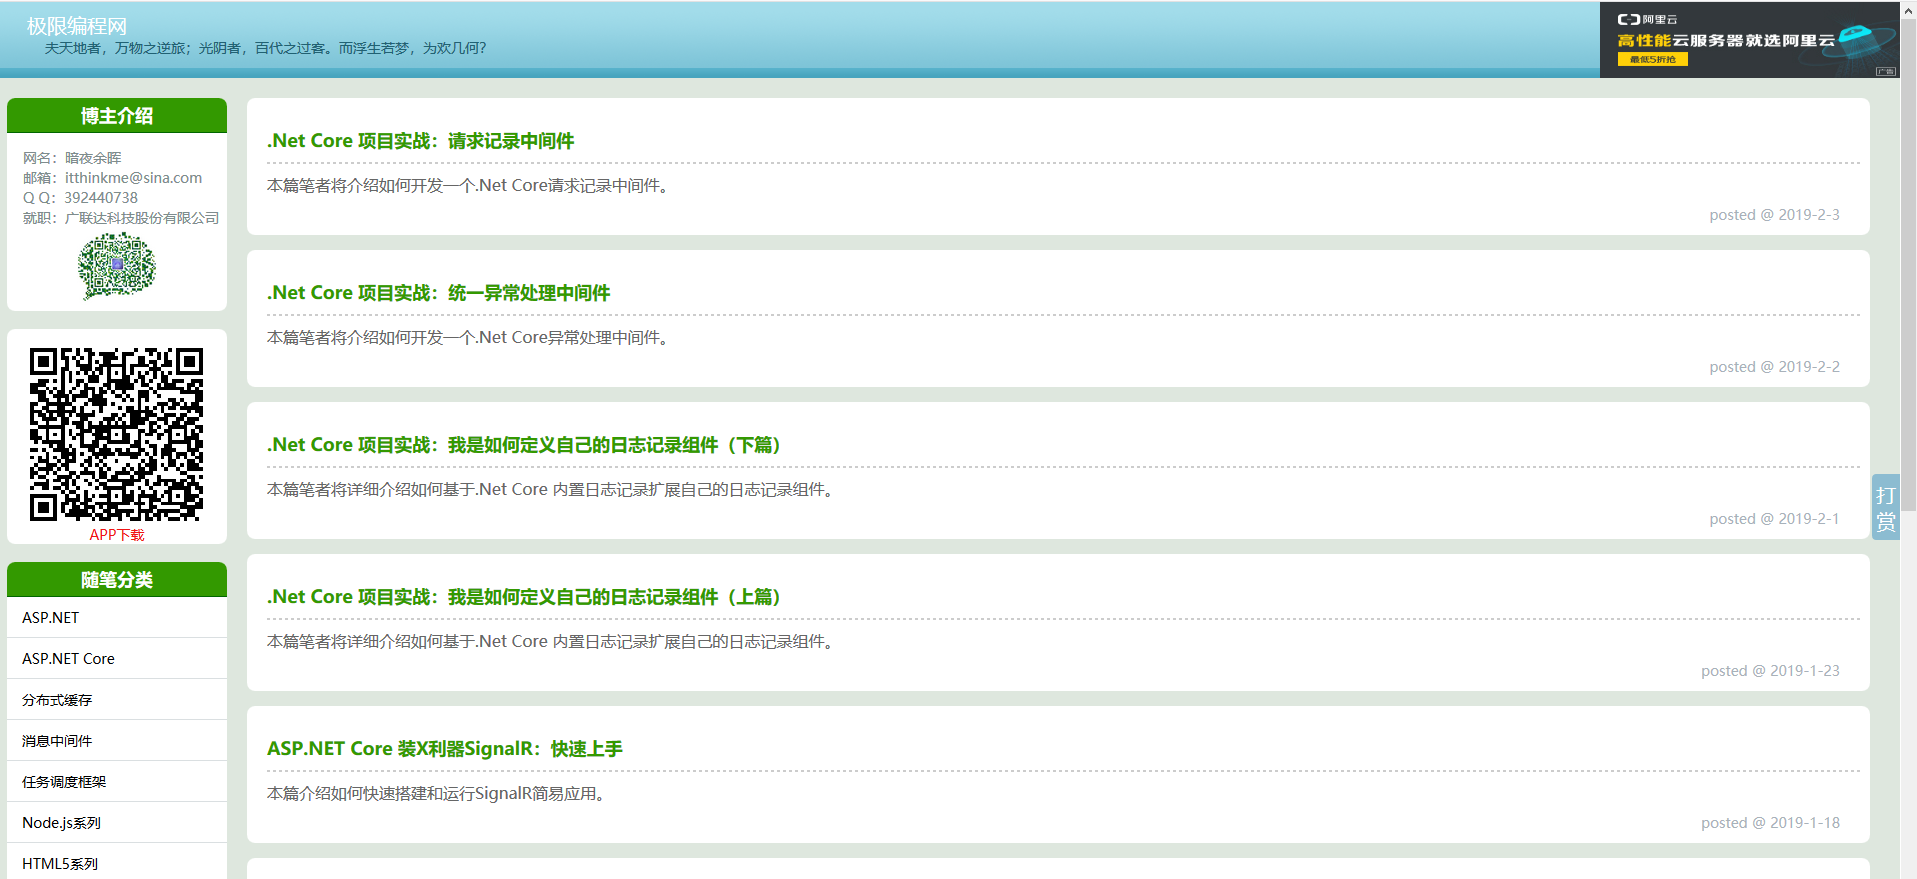 极限编程网
夫天地者，万物之逆旅；光阴者，百代之过客。而浮生若梦，为欢几何？
阿里云
高性能云服务器就选阿里云
最低5折抢
广告
博主介绍
网名：暗夜余晖
邮箱：itthinkme@sina.com
Q Q：392440738
就职：广联达科技股份有限公司
APP下载
随笔分类
ASP.NET
ASP.NET Core
分布式缓存
消息中间件
任务调度框架
Node.js系列
HTML5系列
.Net Core 项目实战：请求记录中间件
本篇笔者将介绍如何开发一个.Net Core请求记录中间件。
posted @ 2019-2-3
.Net Core 项目实战：统一异常处理中间件
本篇笔者将介绍如何开发一个.Net Core异常处理中间件。
posted @ 2019-2-2
.Net Core 项目实战：我是如何定义自己的日志记录组件（下篇）
本篇笔者将详细介绍如何基于.Net Core 内置日志记录扩展自己的日志记录组件。
posted @ 2019-2-1
.Net Core 项目实战：我是如何定义自己的日志记录组件（上篇）
本篇笔者将详细介绍如何基于.Net Core 内置日志记录扩展自己的日志记录组件。
posted @ 2019-1-23
ASP.NET Core 装X利器SignalR：快速上手
本篇介绍如何快速搭建和运行SignalR简易应用。
posted @ 2019-1-18
打
赏